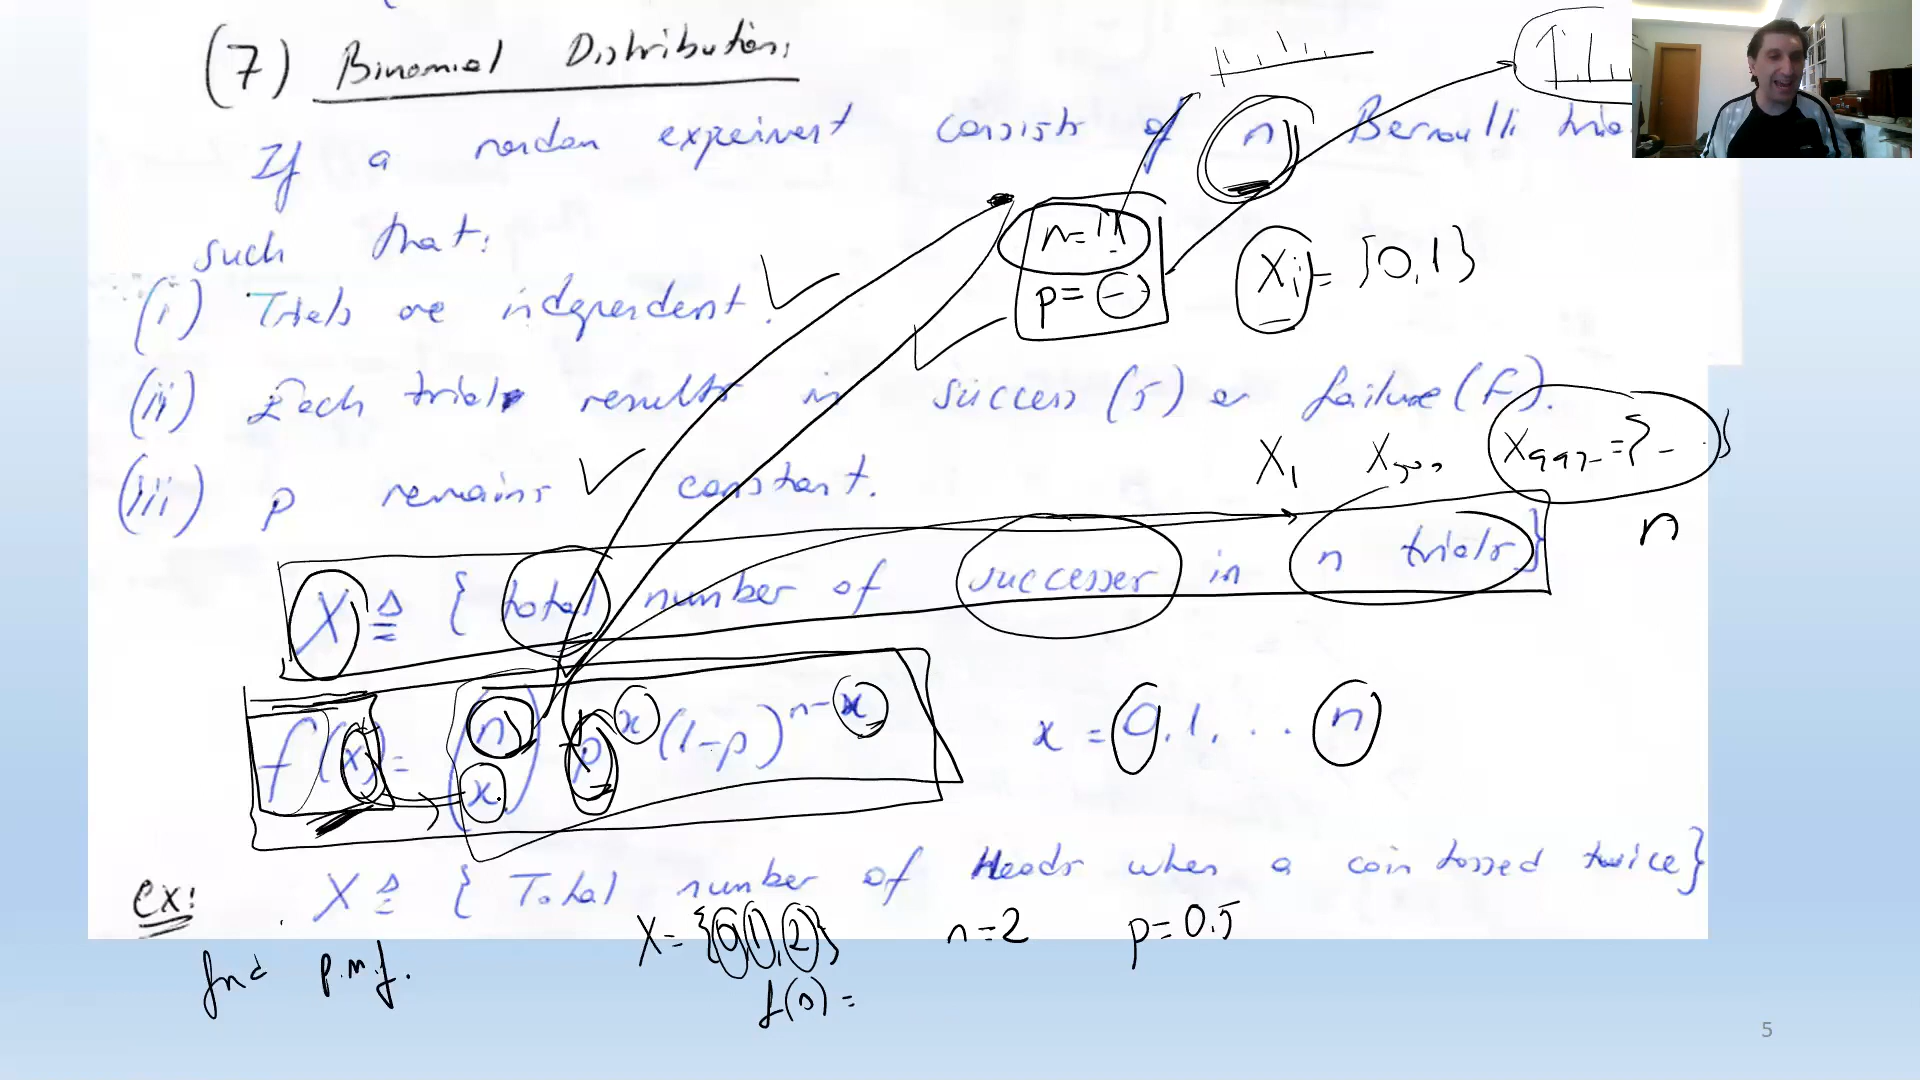 (7) Binomial Distribution:
If a random experiment consists of n Bernoulli tria
such that:
n=11
p= -
Xi = {0,1}
(i) Trials are independent.
(ii) Each trial results in success (s) or failure (f).
X1
(iii) p remains constant.
n
X ≜ { total number of successes in n trials}
f(x) = (n x) p^x (1-p)^{n-x} x = 0,1,...n
ex: X ≜ { Total number of Heads when a coin tossed twice}
X = {0,1,2} n=2 p=0.5
find p.m.f.
f(0) =
5